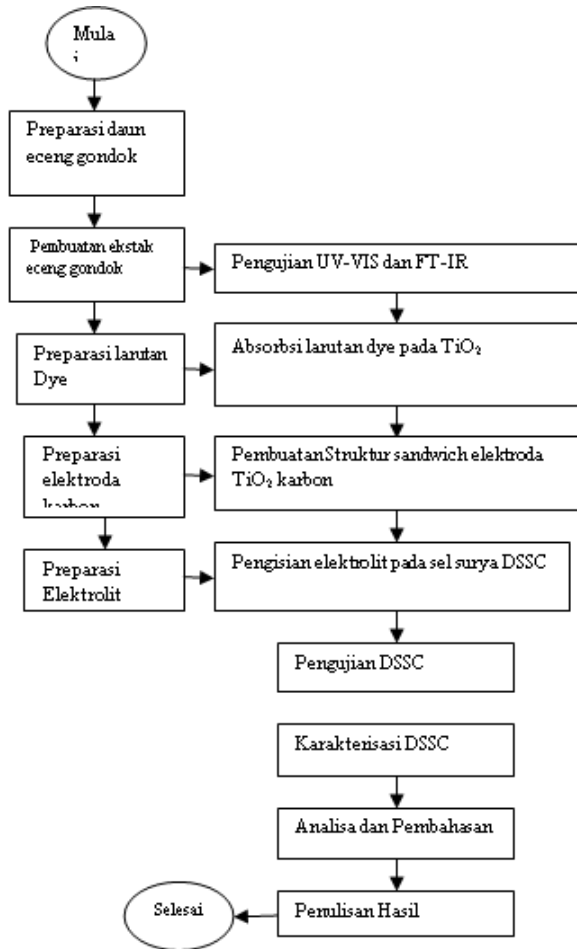 Mula
i
Preparasi daun
eceng gondok
Pembuatan ekstak
eceng gondok
Pengujian UV-VIS dan FT-IR
Preparasi larutan
Dye
Absorbsi larutan dye pada TiO₂
Preparasi
elektroda
karbon
Pembuatan Struktur sandwich elektroda
TiO₂ karbon
Preparasi
Elektrolit
Pengisian elektrolit pada sel surya DSSC
Pengujian DSSC
Karakterisasi DSSC
Analisa dan Pembahasan
Penulisan Hasil
Selesai